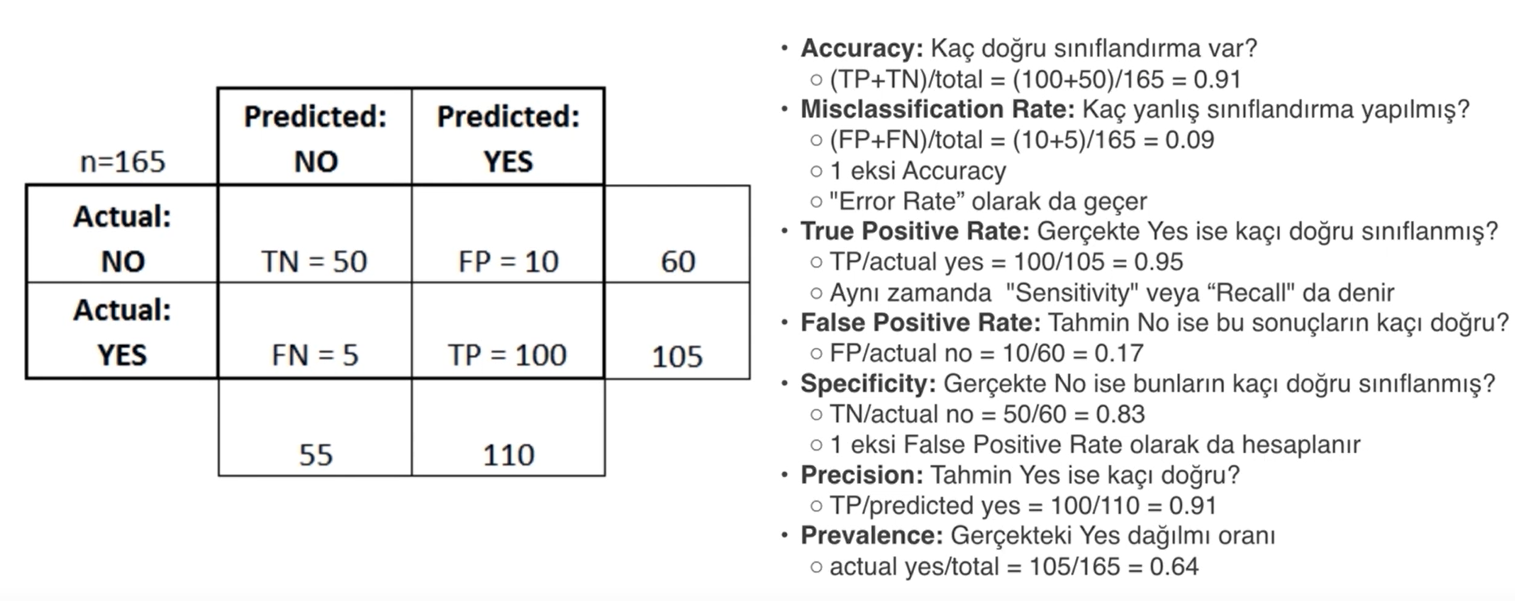 Predicted: Predicted:
n=165 NO YES
Actual:
NO TN = 50 FP = 10 60
Actual:
YES FN = 5 TP = 100 105
55 110
• Accuracy: Kaç doğru sınıflandırma var?
○ (TP+TN)/total = (100+50)/165 = 0.91
• Misclassification Rate: Kaç yanlış sınıflandırma yapılmış?
○ (FP+FN)/total = (10+5)/165 = 0.09
○ 1 eksi Accuracy
○ "Error Rate” olarak da geçer
• True Positive Rate: Gerçekte Yes ise kaçı doğru sınıflanmış?
○ TP/actual yes = 100/105 = 0.95
○ Aynı zamanda "Sensitivity" veya “Recall" da denir
• False Positive Rate: Tahmin No ise bu sonuçların kaçı doğru?
○ FP/actual no = 10/60 = 0.17
• Specificity: Gerçekte No ise bunların kaçı doğru sınıflanmış?
○ TN/actual no = 50/60 = 0.83
○ 1 eksi False Positive Rate olarak da hesaplanır
• Precision: Tahmin Yes ise kaçı doğru?
○ TP/predicted yes = 100/110 = 0.91
• Prevalence: Gerçekteki Yes dağılmı oranı
○ actual yes/total = 105/165 = 0.64